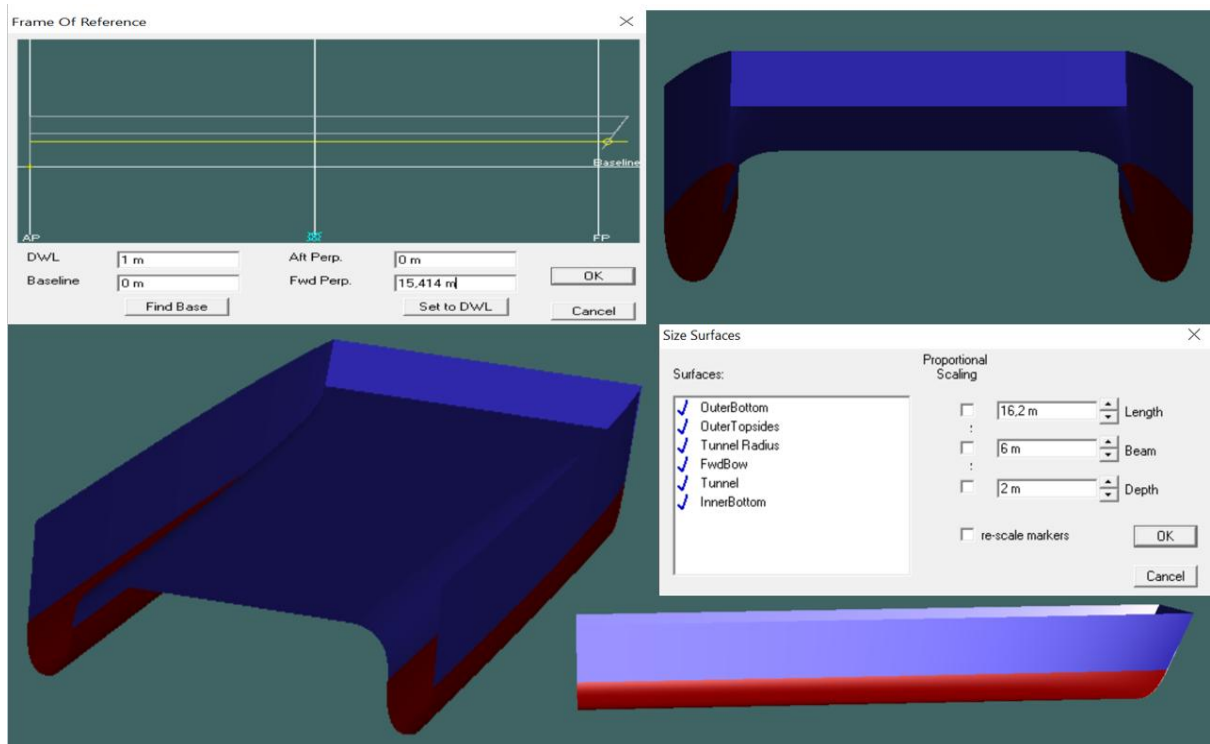 Frame Of Reference
Baseline
AP
FP
DWL
1 m
Aft Perp.
0 m
OK
Baseline
0 m
Fwd Perp.
15,414 m
Find Base
Set to DWL
Cancel
Size Surfaces
Surfaces:
Proportional
Scaling
OuterBottom
OuterTopsides
Tunnel Radius
FwdBow
Tunnel
InnerBottom
16,2 m
Length
6 m
Beam
2 m
Depth
re-scale markers
OK
Cancel